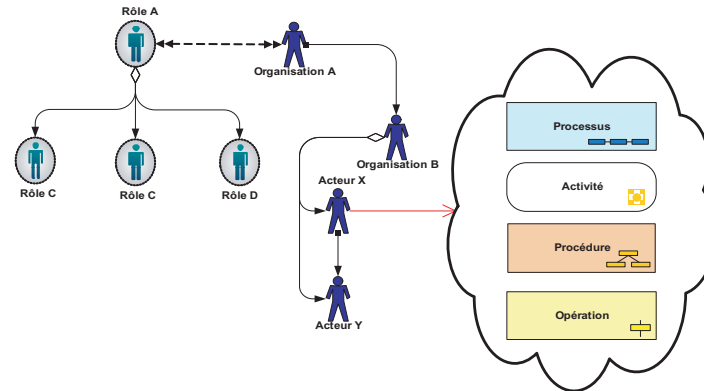 Rôle A
Organisation A
Rôle C
Rôle C
Rôle D
Organisation B
Acteur X
Acteur Y
Processus
Activité
Procédure
Opération